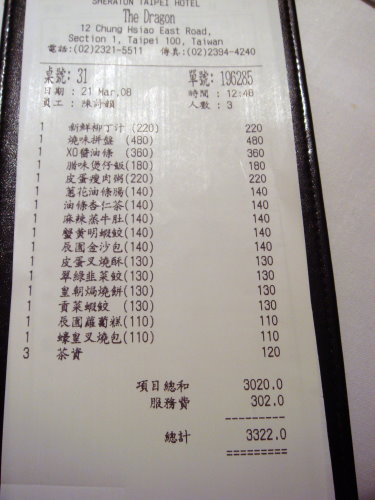 SHERATON TAIPEI HOTEL
The Dragon
12 Chung Hsiao East Road,
Section 1, Taipei 100, Taiwan
電話:(02)2321-5511 傳真:(02)2394-4240
桌號: 31 單號: 196285
日期 : 21 Mar,08 時間 : 12:48
員工 : 陳詩韻 人數 : 3
1 新鮮柳丁汁(220) 220
1 燒味拼盤 (480) 480
1 XO醬油條 (360) 360
1 腊味煲仔飯(180) 180
1 皮蛋瘦肉粥(140) 140
1 蔥花油條腸(140) 140
1 油條杏仁茶(140) 140
1 麻辣蒸牛肚(140) 140
1 蟹黃明蝦餃(140) 140
1 辰園金沙包(140) 140
1 皮蛋叉燒酥(130) 130
1 翠綠韭菜餃(130) 130
1 皇朝焗燒餅(130) 130
1 貢菜蝦餃 (130) 130
1 辰園蘿蔔糕(110) 110
1 蠔皇叉燒包(110) 110
3 茶資 120
項目總和 3020.0
服務費 302.0
---------
總計 3322.0
=========